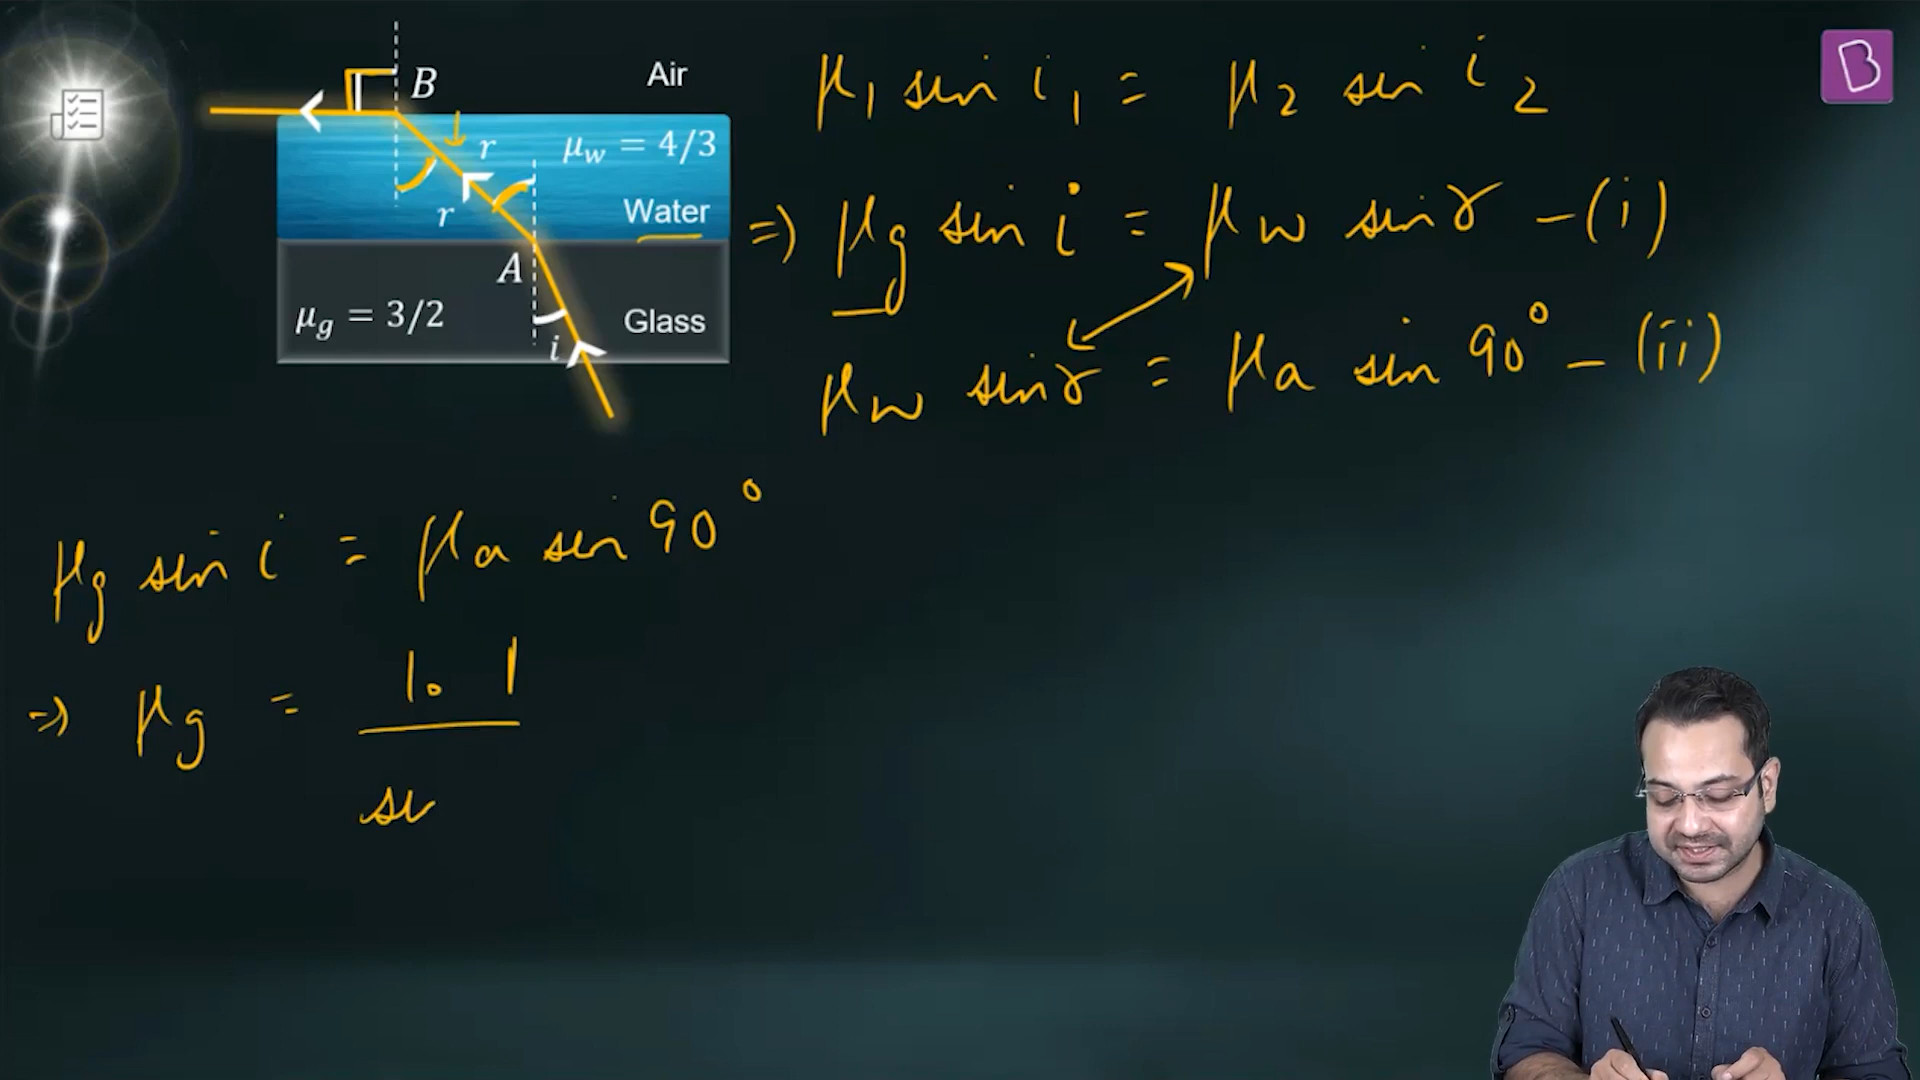 B
Air
μ₁ sin i₁ = μ₂ sin i₂
r
μw = 4/3
r
Water
⇒ μg sin i = μw sin r – (i)
A
μg = 3/2
Glass
i
μw sin r = μa sin 90° – (ii)
μg sin i = μa sin 90°
⇒ μg = 1. 1
si
B